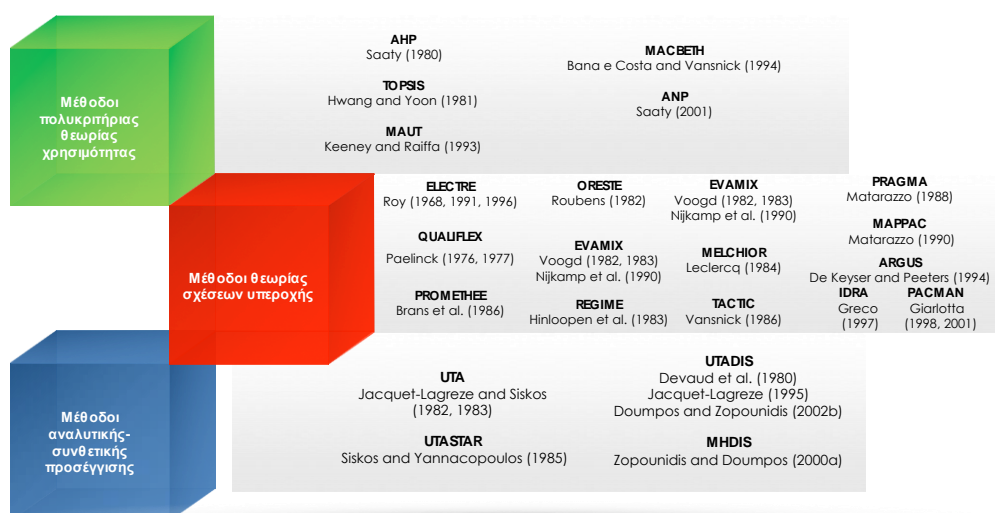 Μέθοδοι
πολυκριτήριας
θεωρίας
χρησιμότητας
AHP
Saaty (1980)
TOPSIS
Hwang and Yoon (1981)
MAUT
Keeney and Raiffa (1993)
MACBETH
Bana e Costa and Vansnick (1994)
ANP
Saaty (2001)
Μέθοδοι θεωρίας
σχέσεων υπεροχής
ELECTRE
Roy (1968, 1991, 1996)
QUALIFLEX
Paelinck (1976, 1977)
PROMETHEE
Brans et al. (1986)
ORESTE
Roubens (1982)
EVAMIX
Voogd (1982, 1983)
Nijkamp et al. (1990)
REGIME
Hinloopen et al. (1983)
EVAMIX
Voogd (1982, 1983)
Nijkamp et al. (1990)
MELCHIOR
Leclercq (1984)
TACTIC
Vansnick (1986)
PRAGMA
Matarazzo (1988)
MAPPAC
Matarazzo (1990)
ARGUS
De Keyser and Peeters (1994)
IDRA
Greco
(1997)
PACMAN
Giarlotta
(1998, 2001)
Μέθοδοι
αναλυτικής-
συνθετικής
προσέγγισης
UTA
Jacquet-Lagreze and Siskos
(1982, 1983)
UTASTAR
Siskos and Yannacopoulos (1985)
UTADIS
Devaud et al. (1980)
Jacquet-Lagreze (1995)
Doumpos and Zopounidis (2002b)
MHDIS
Zopounidis and Doumpos (2000a)